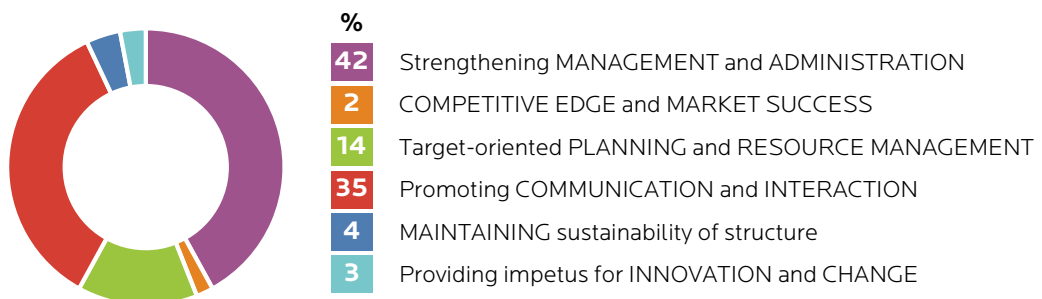 %
42 Strengthening MANAGEMENT and ADMINISTRATION
2 COMPETITIVE EDGE and MARKET SUCCESS
14 Target-oriented PLANNING and RESOURCE MANAGEMENT
35 Promoting COMMUNICATION and INTERACTION
4 MAINTAINING sustainability of structure
3 Providing impetus for INNOVATION and CHANGE